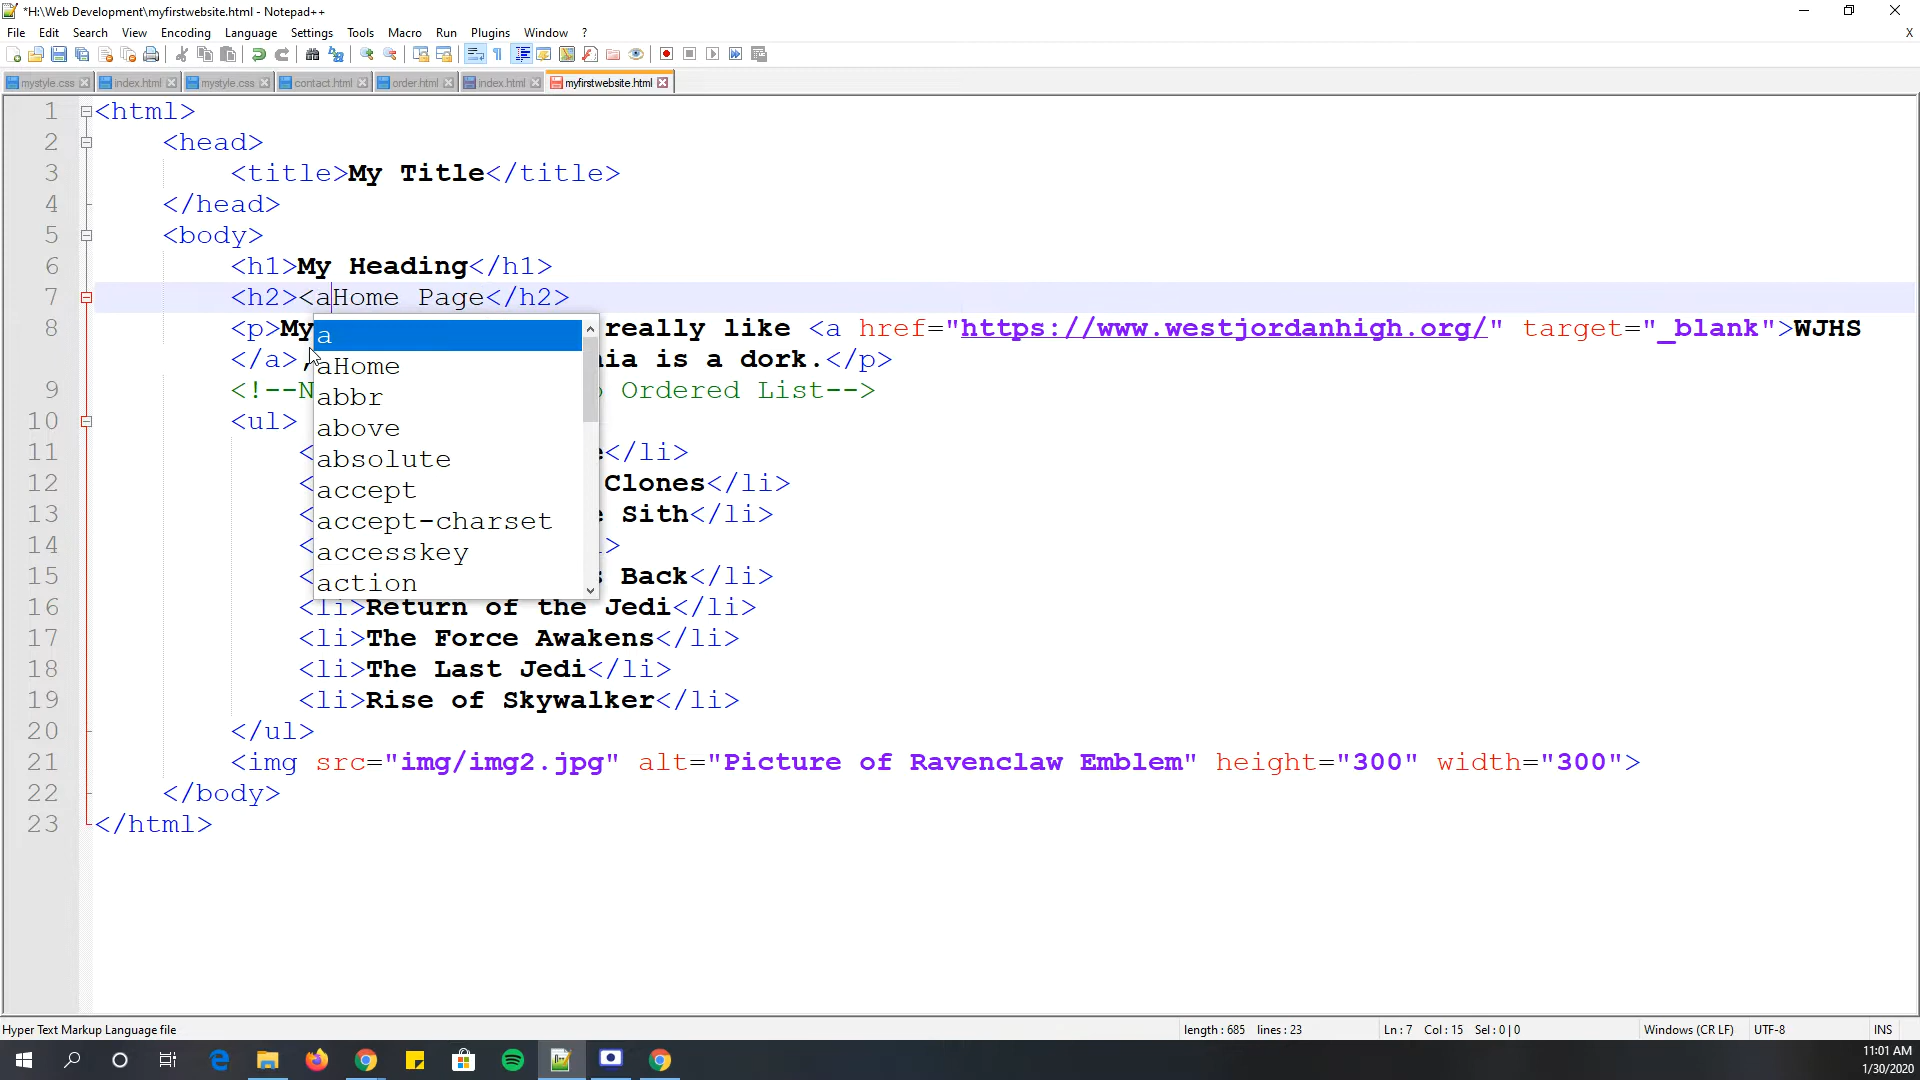 *H:\Web Development\myfirstwebsite.html - Notepad++
File Edit Search View Encoding Language Settings Tools Macro Run Plugins Window ? X
mystyle.css index.html mystyle.css contact.html order.html index.html myfirstwebsite.html
1 <html>
2 <head>
3 <title>My Title</title>
4 </head>
5 <body>
6 <h1>My Heading</h1>
7 <h2><aHome Page</h2>
8 <p>My really like <a href="https://www.westjordanhigh.org/" target="_blank">WJHS
</a>, ia is a dork.</p>
9 <!--N Ordered List-->
10 <ul>
11 < e</li>
12 < Clones</li>
13 < e Sith</li>
14 < >
15 < s Back</li>
16 <li>Return of the Jedi</li>
17 <li>The Force Awakens</li>
18 <li>The Last Jedi</li>
19 <li>Rise of Skywalker</li>
20 </ul>
21 <img src="img/img2.jpg" alt="Picture of Ravenclaw Emblem" height="300" width="300">
22 </body>
23 </html>
a
aHome
abbr
above
absolute
accept
accept-charset
accesskey
action
Hyper Text Markup Language file length : 685 lines : 23 Ln : 7 Col : 15 Sel : 0 | 0 Windows (CR LF) UTF-8 INS
11:01 AM
1/30/2020